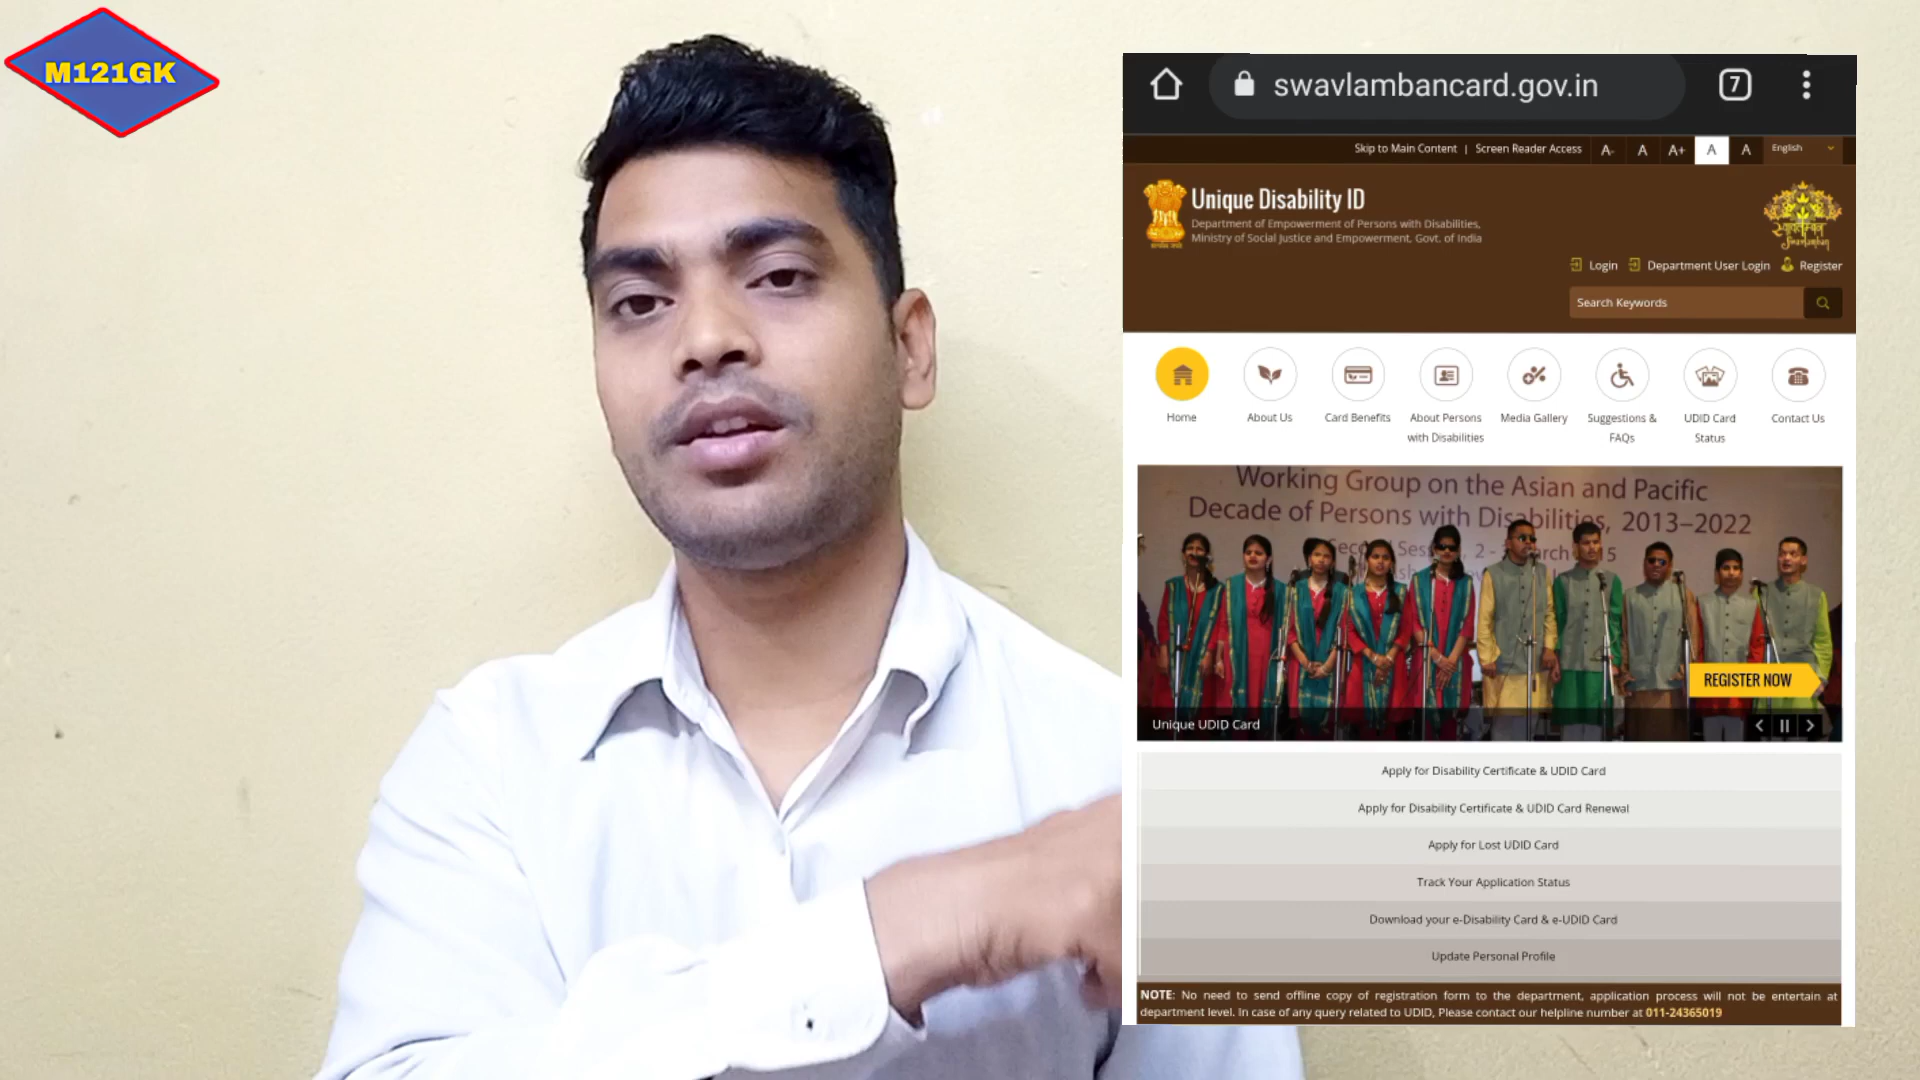 M121GK
swavlambancard.gov.in
7
Skip to Main Content | Screen Reader Access A- A A+ A A English
Unique Disability ID
Department of Empowerment of Persons with Disabilities,
Ministry of Social Justice and Empowerment, Govt. of India
Login Department User Login Register
Search Keywords
Home
About Us
Card Benefits
About Persons
with Disabilities
Media Gallery
Suggestions &
FAQs
UDID Card
Status
Contact Us
Working Group on the Asian and Pacific
Decade of Persons with Disabilities, 2013–2022
REGISTER NOW
Unique UDID Card
Apply for Disability Certificate & UDID Card
Apply for Disability Certificate & UDID Card Renewal
Apply for Lost UDID Card
Track Your Application Status
Download your e-Disability Card & e-UDID Card
Update Personal Profile
NOTE: No need to send offline copy of registration form to the department, application process will not be entertain at
department level. In case of any query related to UDID, Please contact our helpline number at 011-24365019